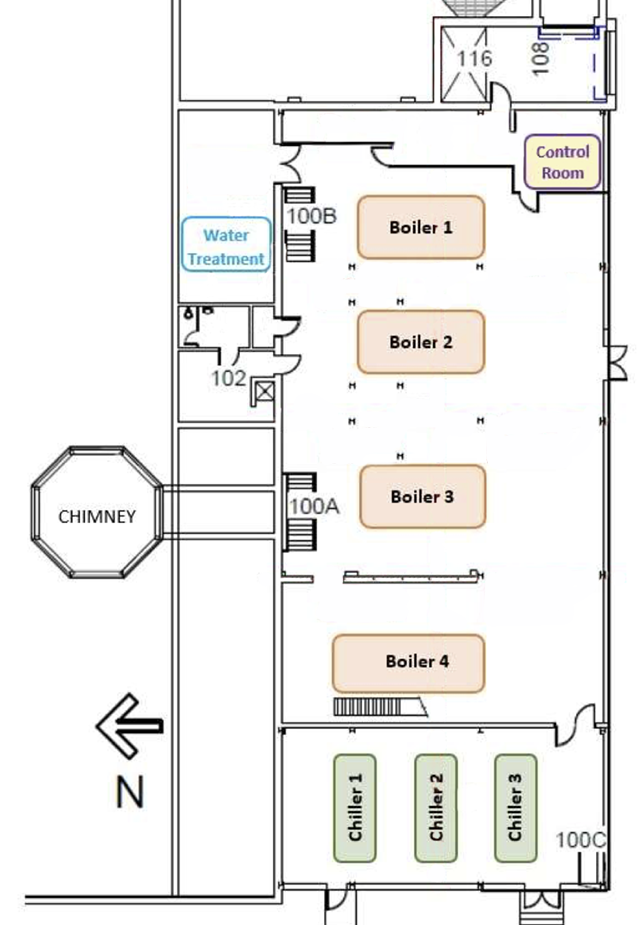 116
108
Control
Room
100B
Boiler 1
Water
Treatment
Boiler 2
102
Boiler 3
100A
CHIMNEY
Boiler 4
N
Chiller 1
Chiller 2
Chiller 3
100C